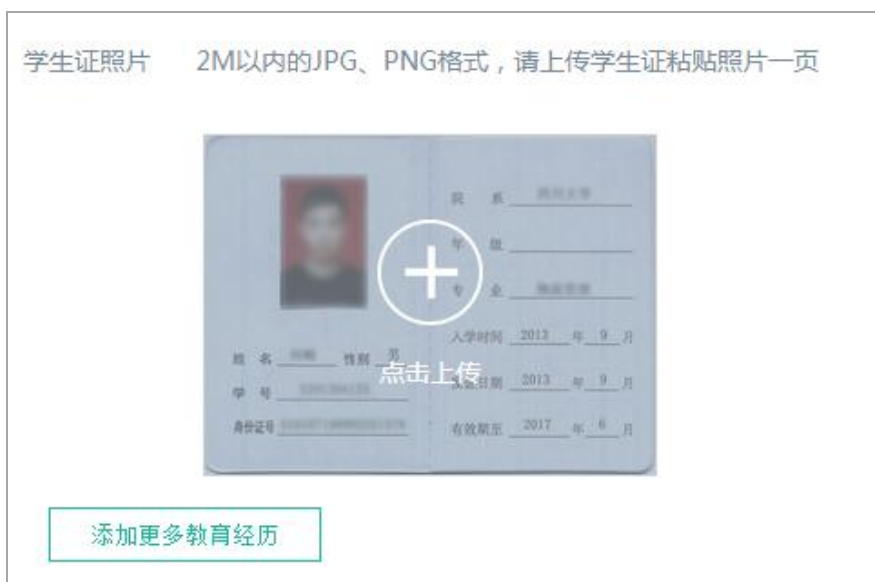 学生证照片 2M以内的JPG、PNG格式，请上传学生证粘贴照片一页
院 系
年 级
专 业
入学时间 2013 年 9 月
姓 名 性别 男
点击上传
日期 2013 年 9 月
学 号
身份证号
有效期至 2017 年 6 月
添加更多教育经历